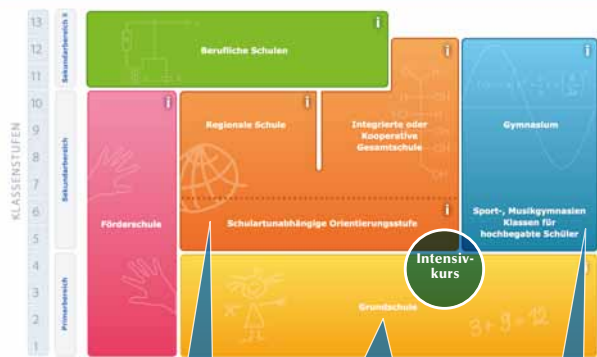 KLASSENSTUFEN
13
12
11
10
9
8
7
6
5
4
3
2
1
Sekundarbereich II
Sekundarbereich
Primarbereich
Berufliche Schulen
i
Förderschule
i
Regionale Schule
i
Integrierte oder
Kooperative
Gesamtschule
i
Schulartunabhängige Orientierungsstufe
i
Gymnasium
Sport-, Musikgymnasien
Klassen für
hochbegabte Schüler
i
Intensiv-
kurs
Grundschule
3 + 9 = 12